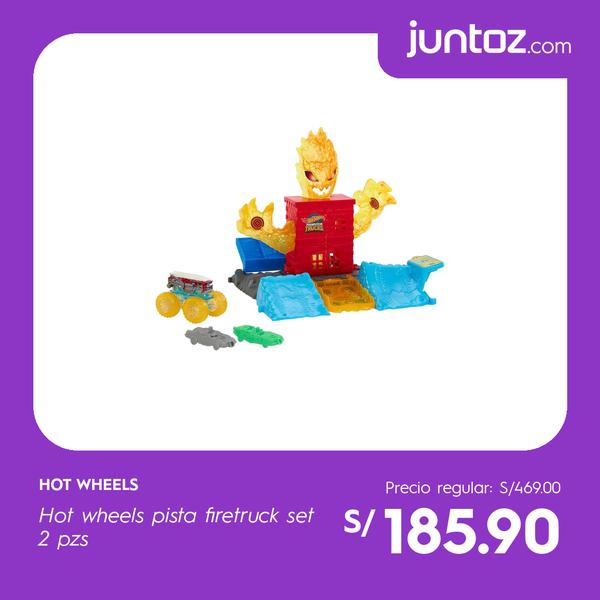 juntoz.com
HOT WHEELS
Hot wheels pista firetruck set
2 pzs
Precio regular: S/469.00
S/185.90